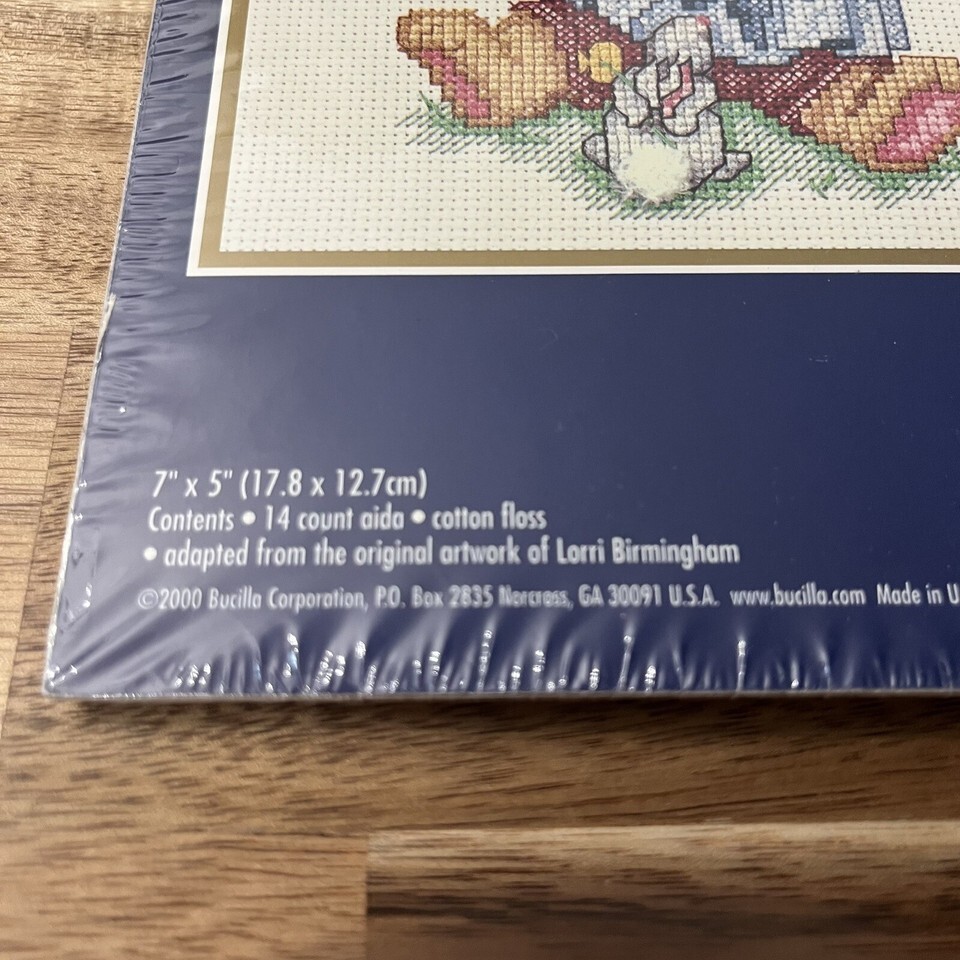 7" x 5" (17.8 x 12.7cm)
Contents • 14 count aida • cotton floss
• adapted from the original artwork of Lorri Birmingham
©2000 Bucilla Corporation, P.O. Box 2835 Norcross, GA 30091 U.S.A. www.bucilla.com Made in U